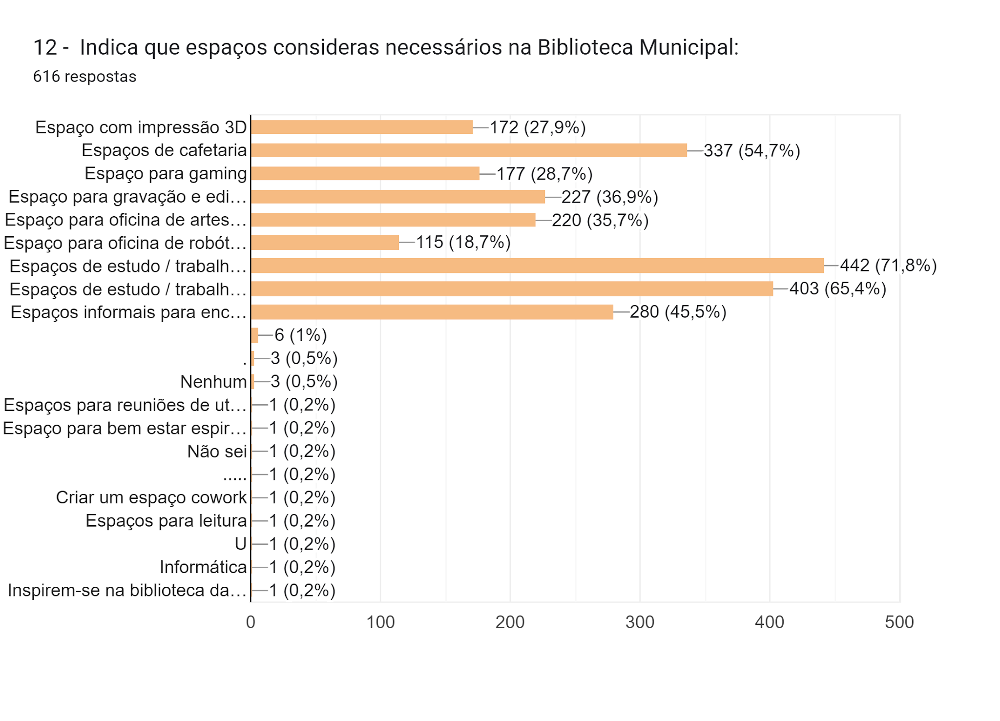 12 -  Indica que espaços consideras necessários na Biblioteca Municipal:
616 respostas
Espaço com impressão 3D 172 (27,9%)
Espaços de cafetaria 337 (54,7%)
Espaço para gaming 177 (28,7%)
Espaço para gravação e edi… 227 (36,9%)
Espaço para oficina de artes… 220 (35,7%)
Espaço para oficina de robót… 115 (18,7%)
Espaços de estudo / trabalh… 442 (71,8%)
Espaços de estudo / trabalh… 403 (65,4%)
Espaços informais para enc… 280 (45,5%)
6 (1%)
. 3 (0,5%)
Nenhum 3 (0,5%)
Espaços para reuniões de ut… 1 (0,2%)
Espaço para bem estar espir… 1 (0,2%)
Não sei 1 (0,2%)
..... 1 (0,2%)
Criar um espaço cowork 1 (0,2%)
Espaços para leitura 1 (0,2%)
U 1 (0,2%)
Informática 1 (0,2%)
Inspirem-se na biblioteca da… 1 (0,2%)
0 100 200 300 400 500